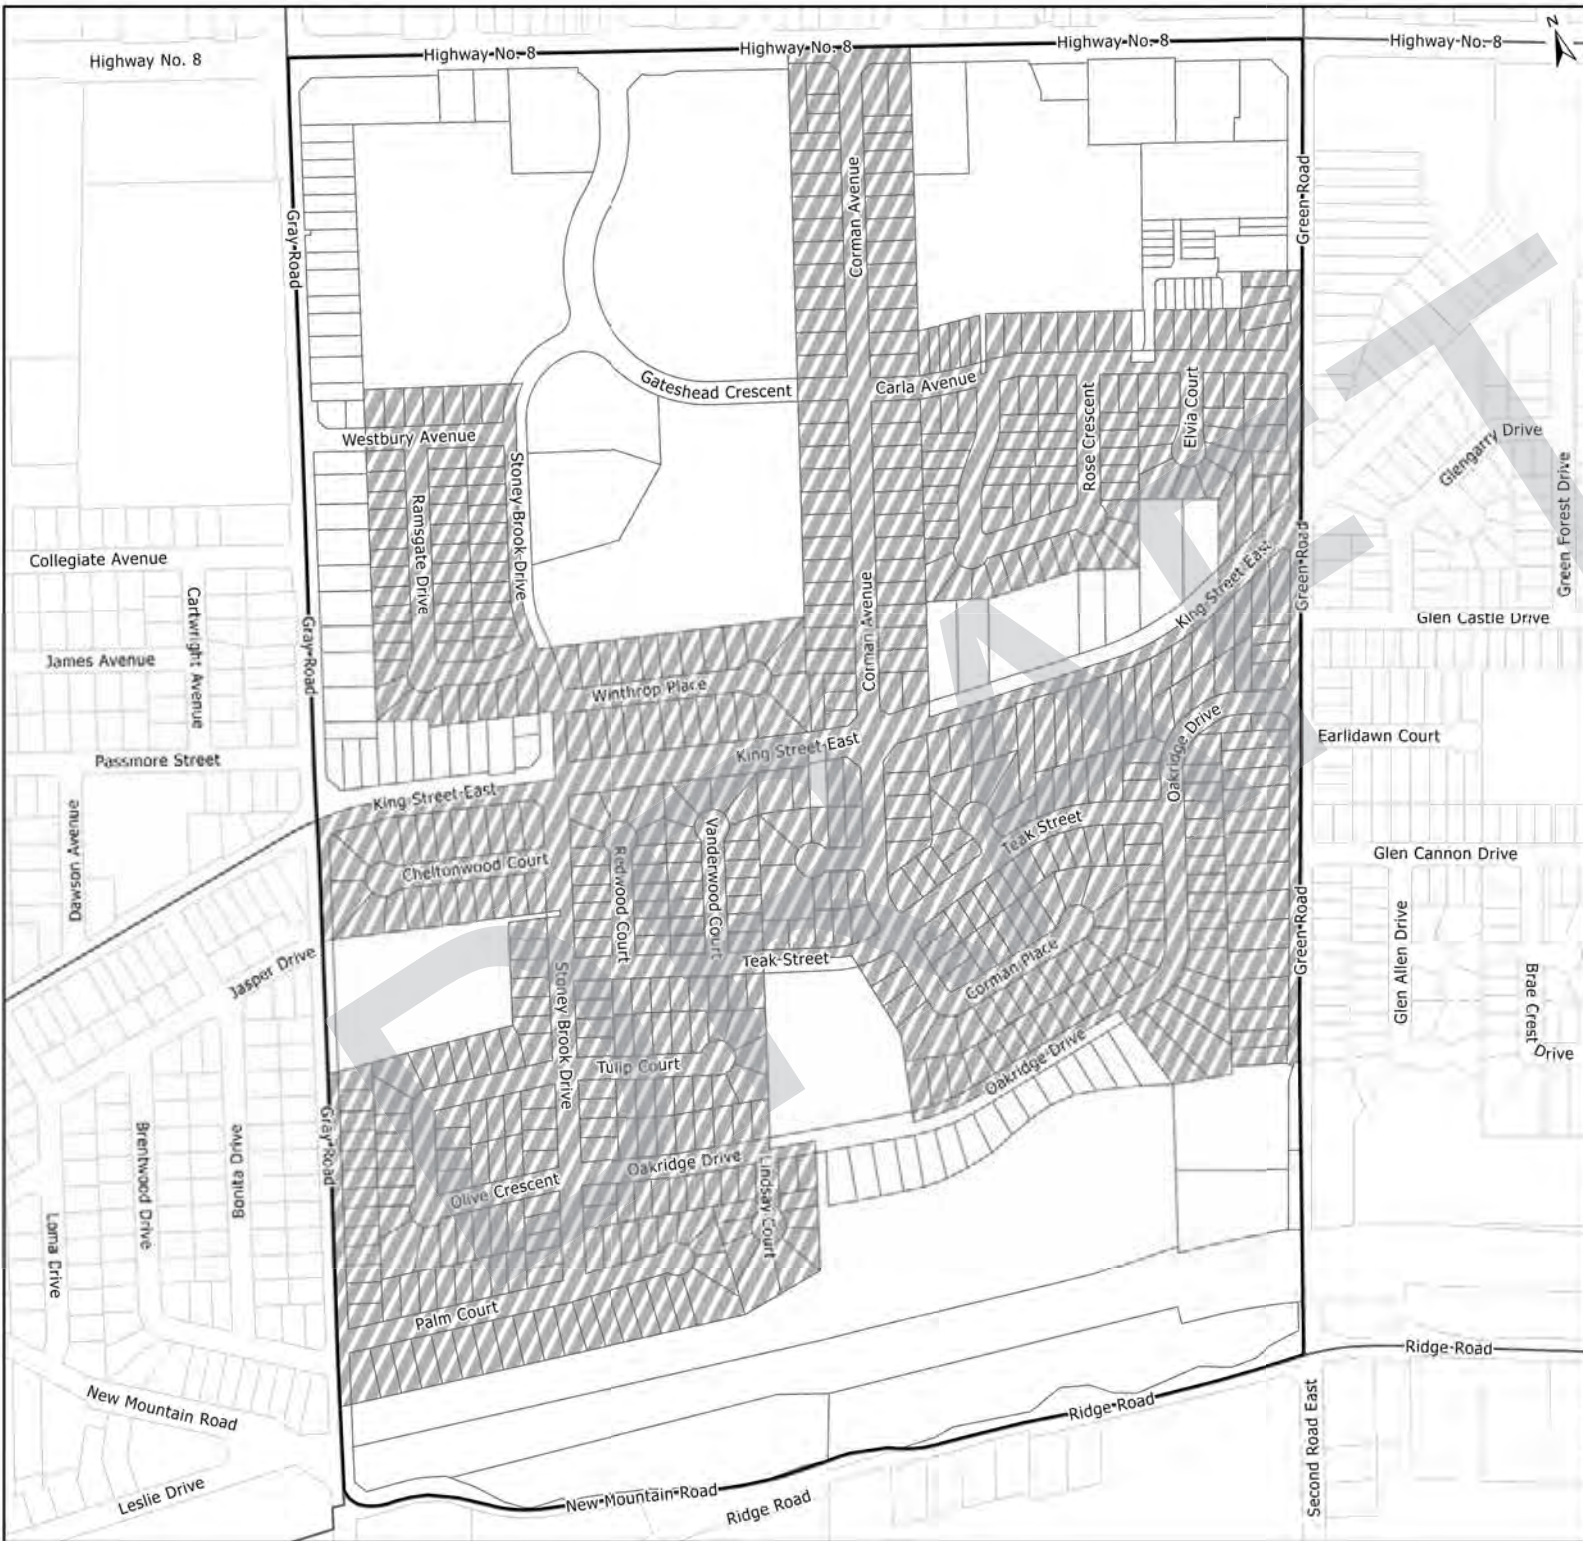 Highway No. 8
Highway No. 8
Highway No. 8
Highway No. 8
Highway No. 8
N
Gray Road
Corman Avenue
Green Road
Gateshead Crescent
Carla Avenue
Rose Crescent
Elvia Court
Westbury Avenue
Ramsgate Drive
Stoney Brook Drive
Glengarry Drive
Green Forest Drive
Collegiate Avenue
Cartwright Avenue
James Avenue
Gray Road
Corman Avenue
King Street East
Green Road
Glen Castle Drive
Winthrop Place
King Street East
Oakridge Drive
Earlidawn Court
Passmore Street
King Street East
Dawson Avenue
Cheltonwood Court
Redwood Court
Vanderwood Court
Teak Street
Glen Cannon Drive
Green Road
Glen Allen Drive
Brae Crest Drive
Jasper Drive
Stoney Brook Drive
Teak Street
Corman Place
Tulip Court
Oakridge Drive
Gray Road
Brentwood Drive
Bonita Drive
Loma Drive
Olive Crescent
Oakridge Drive
Lindsay Court
Palm Court
Ridge Road
Ridge Road
Second Road East
New Mountain Road
Leslie Drive
New Mountain Road
Ridge Road
DRAFT